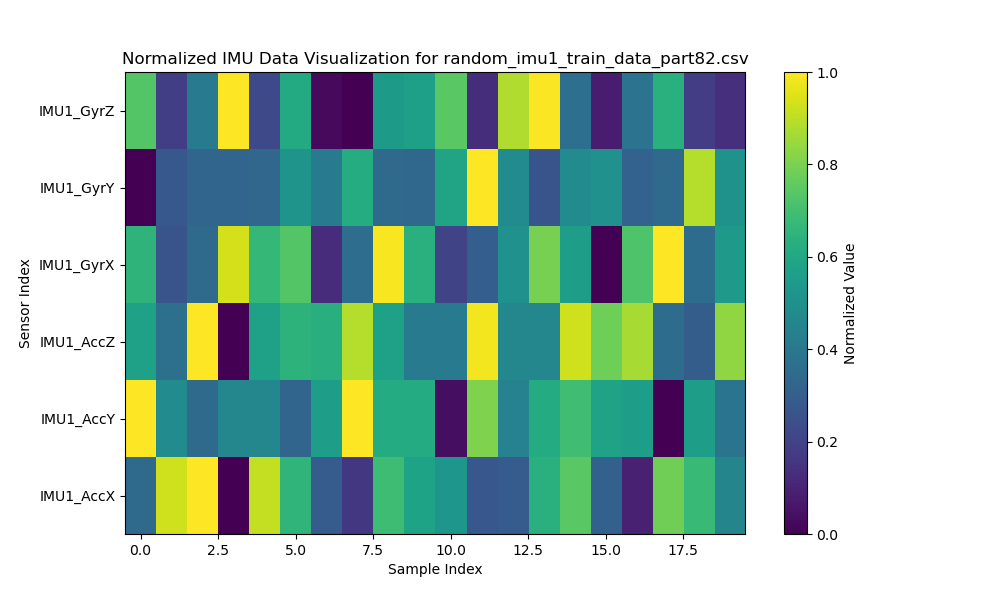 Normalized IMU Data Visualization for random_imu1_train_data_part82.csv
IMU1_GyrZ
IMU1_GyrY
IMU1_GyrX
IMU1_AccZ
IMU1_AccY
IMU1_AccX
Sensor Index
0.0
2.5
5.0
7.5
10.0
12.5
15.0
17.5
Sample Index
1.0
0.8
0.6
0.4
0.2
0.0
Normalized Value